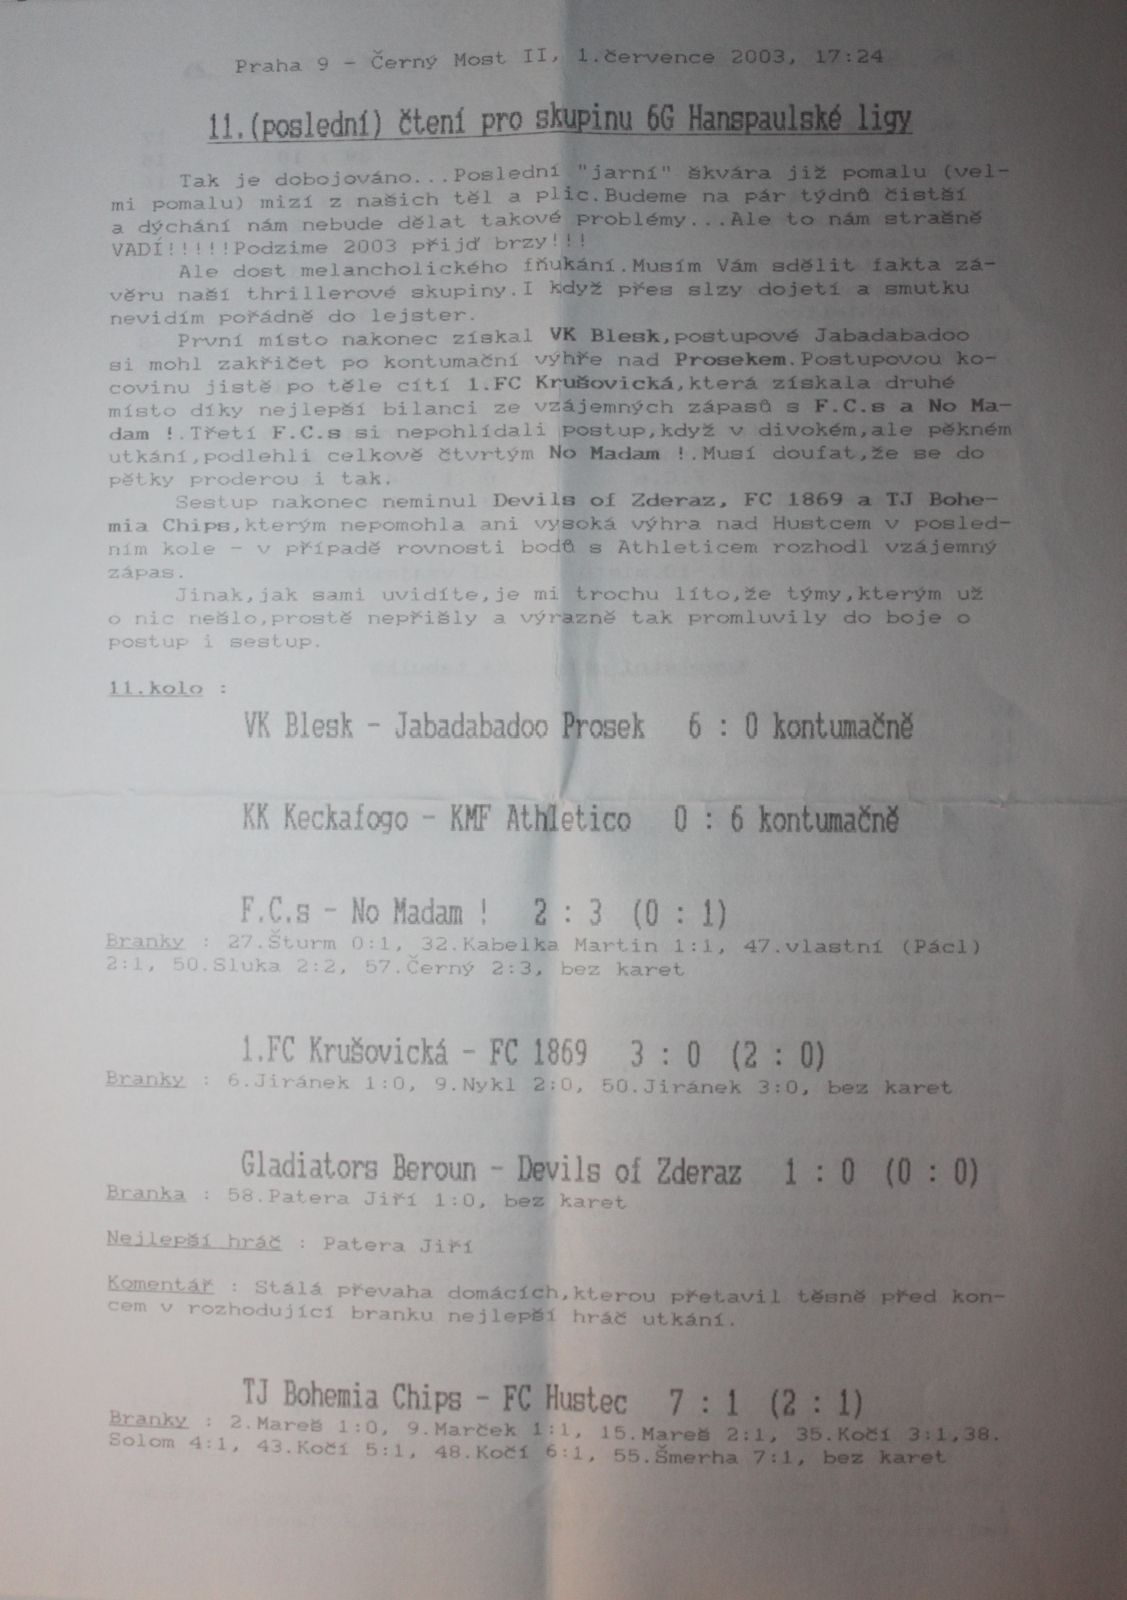 Praha 9 - Černý Most II, 1.července 2003, 17:24
11.(poslední) čtení pro skupinu 6G Hanspaulské ligy
Tak je dobojováno...Poslední "jarní" škvára již pomalu (vel-
mi pomalu) mizí z našich těl a plic.Budeme na pár týdnů čistší
a dýchání nám nebude dělat takové problémy...Ale to nám strašně
VADÍ!!!!!Podzime 2003 přijď brzy!!!
Ale dost melancholického fňukání.Musím Vám sdělit fakta zá-
věru naší thrillerové skupiny.I když přes slzy dojetí a smutku
nevidím pořádně do lejster.
První místo nakonec získal VK Blesk,postupové Jabadabadoo
si mohl zakřičet po kontumační výhře nad Prosekem.Postupovou ko-
covinu jistě po těle cítí 1.FC Krušovická,která získala druhé
místo díky nejlepší bilanci ze vzájemných zápasů s F.C.s a No Ma-
dam !.Třetí F.C.s si nepohlídali postup,když v divokém,ale pěkném
utkání,podlehli celkově čtvrtým No Madam !.Musí doufat,že se do
pětky proderou i tak.
Sestup nakonec neminul Devils of Zderaz, FC 1869 a TJ Bohe-
mia Chips,kterým nepomohla ani vysoká výhra nad Hustcem v posled-
ním kole - v případě rovnosti bodů s Athleticem rozhodl vzájemný
zápas.
Jinak,jak sami uvidíte,je mi trochu líto,že týmy,kterým už
o nic nešlo,prostě nepřišly a výrazně tak promluvily do boje o
postup i sestup.
11.kolo :
VK Blesk - Jabadabadoo Prosek 6 : 0 kontumačně
KK Keckafogo - KMF Athletico 0 : 6 kontumačně
F.C.s - No Madam ! 2 : 3 (0 : 1)
Branky : 27.Šturm 0:1, 32.Kabelka Martin 1:1, 47.vlastní (Pácl)
2:1, 50.Sluka 2:2, 57.Černý 2:3, bez karet
1.FC Krušovická - FC 1869 3 : 0 (2 : 0)
Branky : 6.Jiránek 1:0, 9.Nykl 2:0, 50.Jiránek 3:0, bez karet
Gladiators Beroun - Devils of Zderaz 1 : 0 (0 : 0)
Branka : 58.Patera Jiří 1:0, bez karet
Nejlepší hráč : Patera Jiří
Komentář : Stálá převaha domácích,kterou přetavil těsně před kon-
cem v rozhodující branku nejlepší hráč utkání.
TJ Bohemia Chips - FC Hustec 7 : 1 (2 : 1)
Branky : 2.Mareš 1:0, 9.Marček 1:1, 15.Mareš 2:1, 35.Kočí 3:1,38.
Solom 4:1, 43.Kočí 5:1, 48.Kočí 6:1, 55.Šmerha 7:1, bez karet